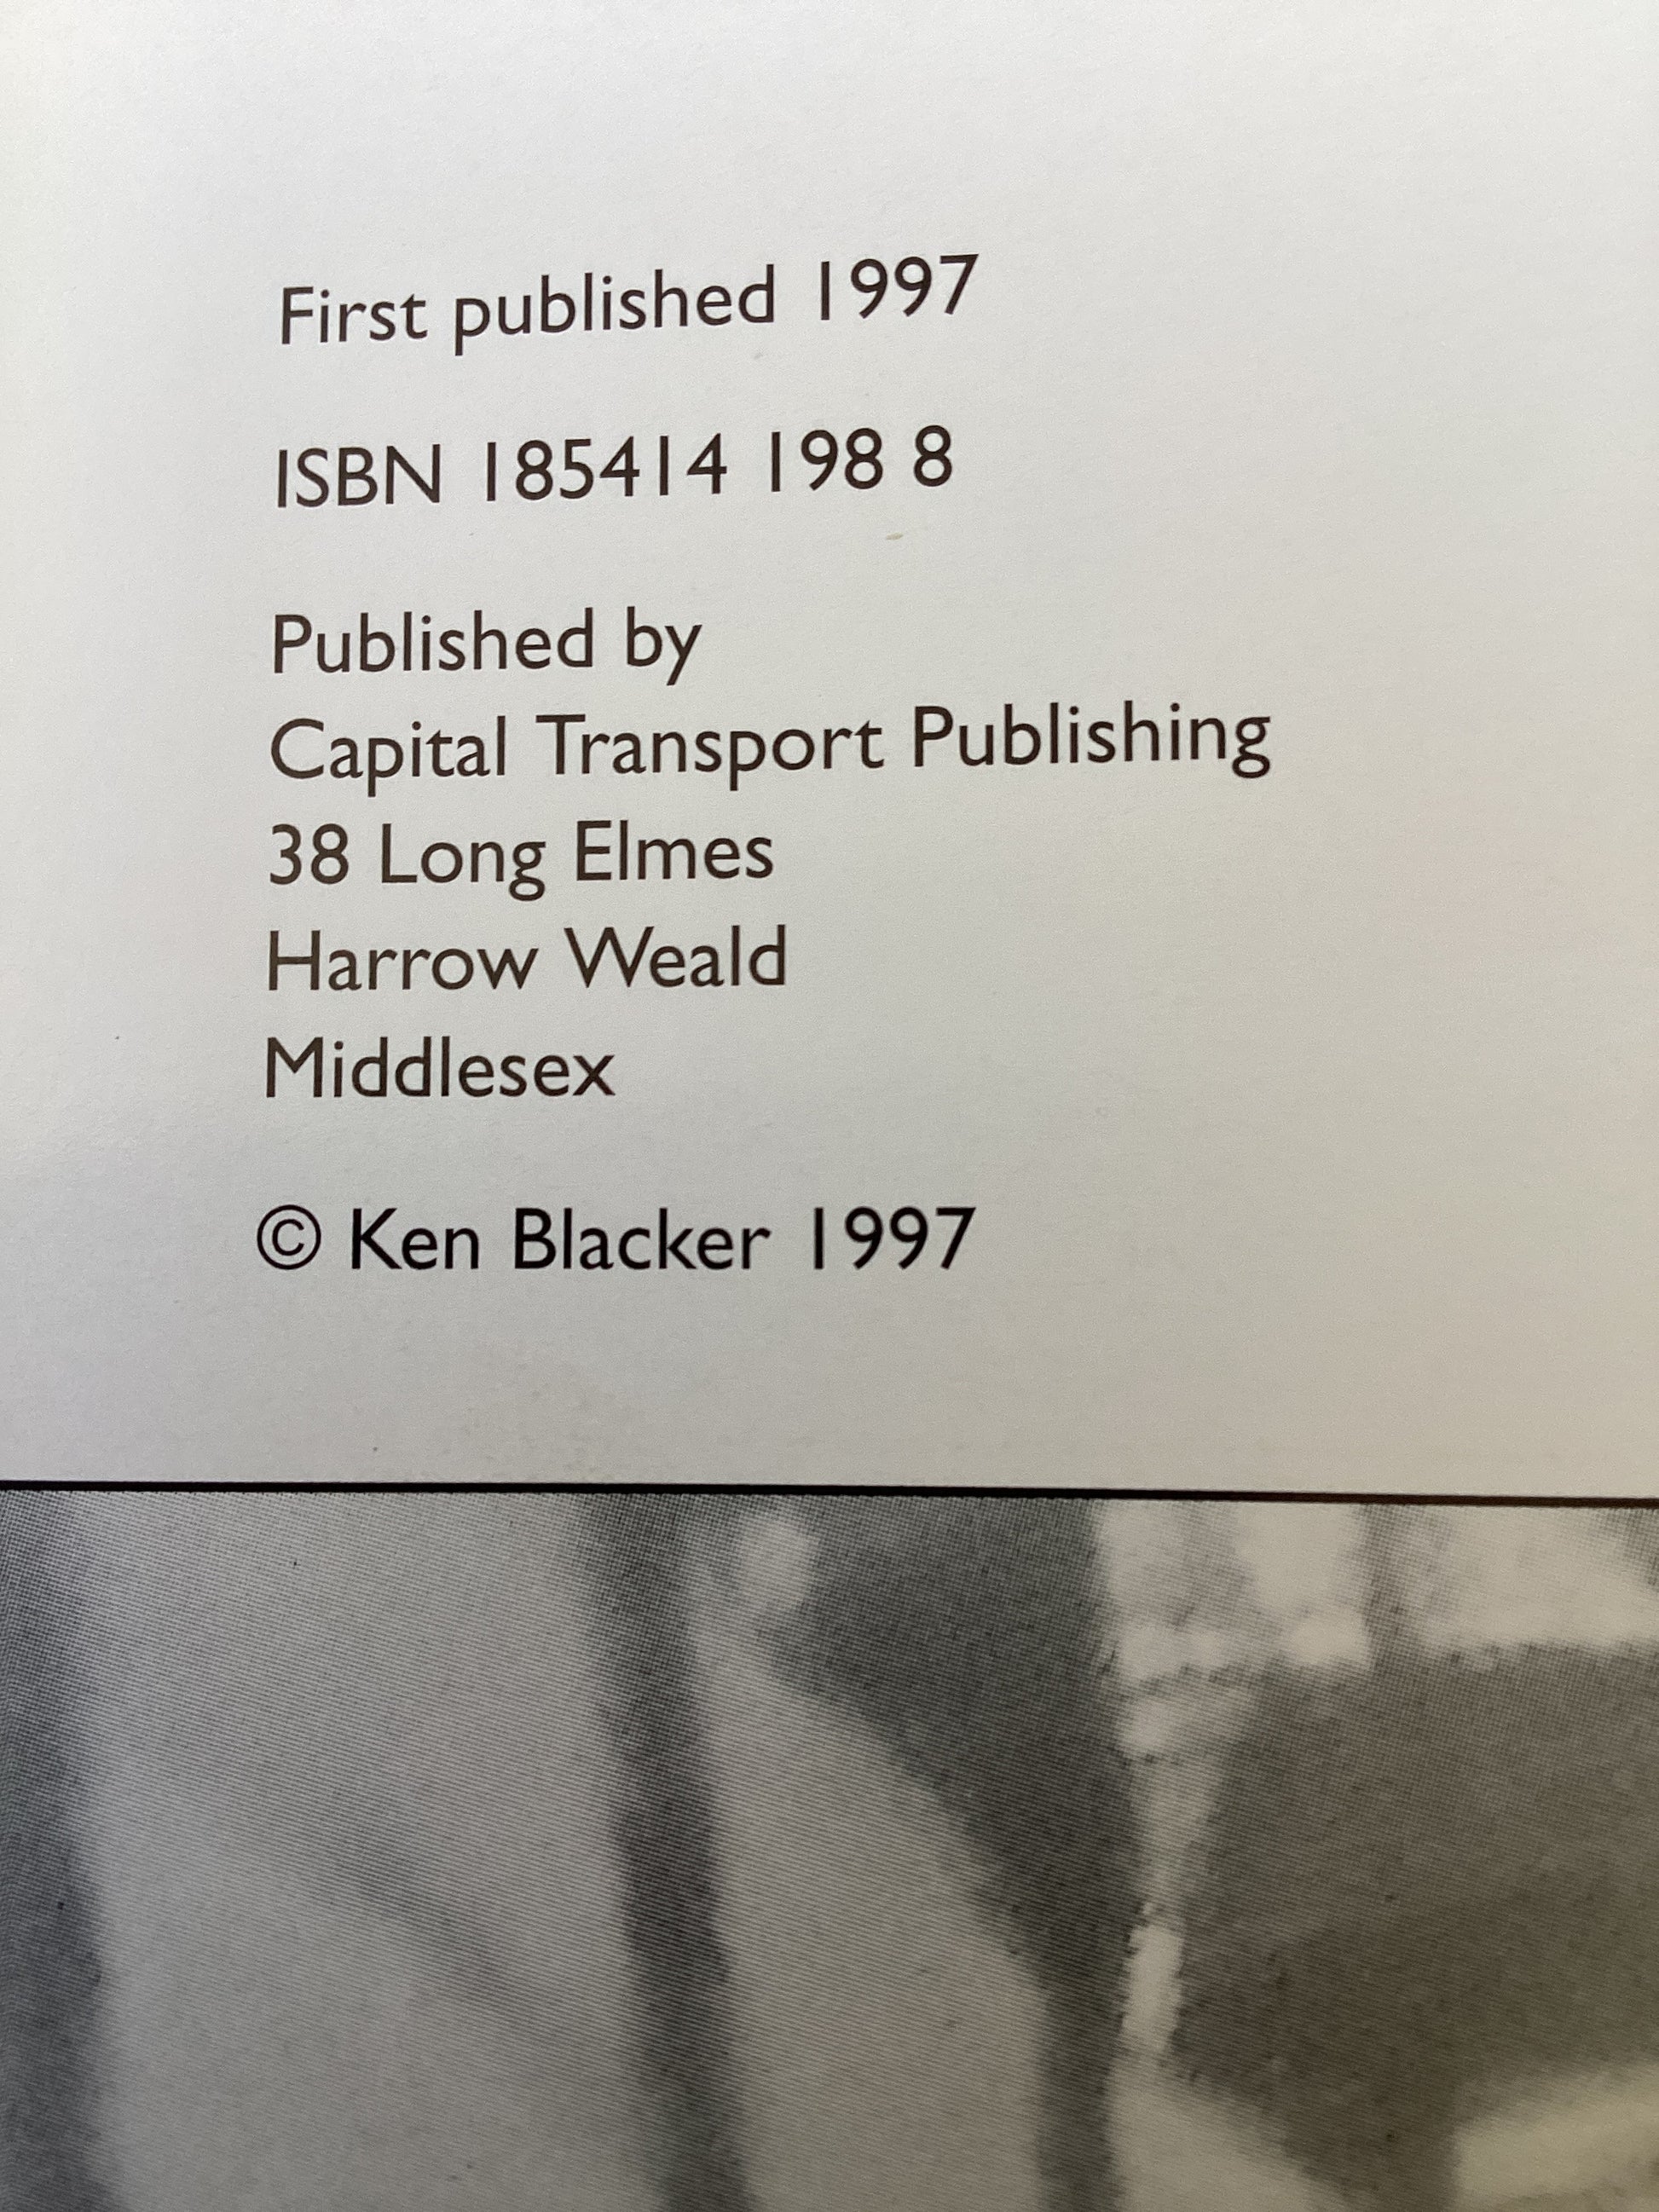 First published 1997
ISBN 185414 198 8
Published by
Capital Transport Publishing
38 Long Elmes
Harrow Weald
Middlesex
© Ken Blacker 1997